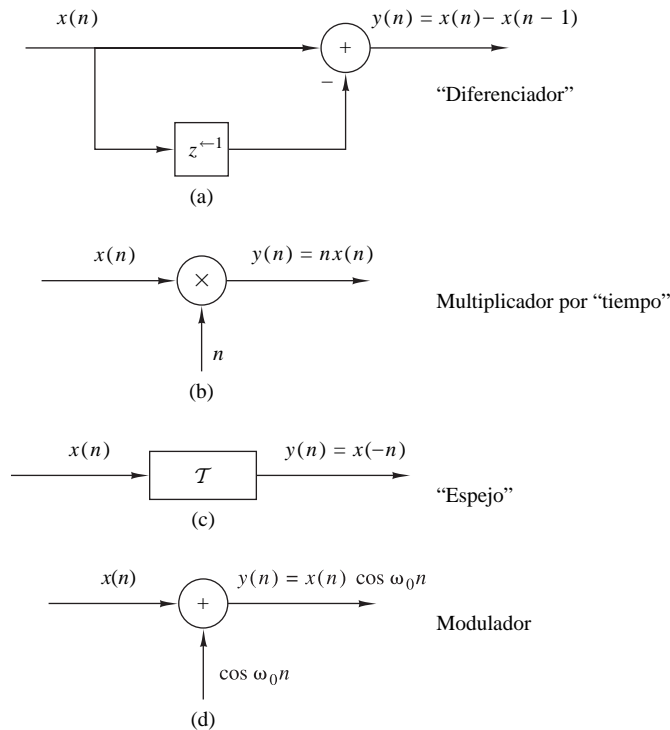 x(n)
+
y(n) = x(n) − x(n − 1)
−
“Diferenciador”
z←1
(a)
x(n)
×
y(n) = nx(n)
Multiplicador por “tiempo”
n
(b)
x(n)
𝒯
y(n) = x(−n)
“Espejo”
(c)
x(n)
+
y(n) = x(n) cos ω₀n
Modulador
cos ω₀n
(d)